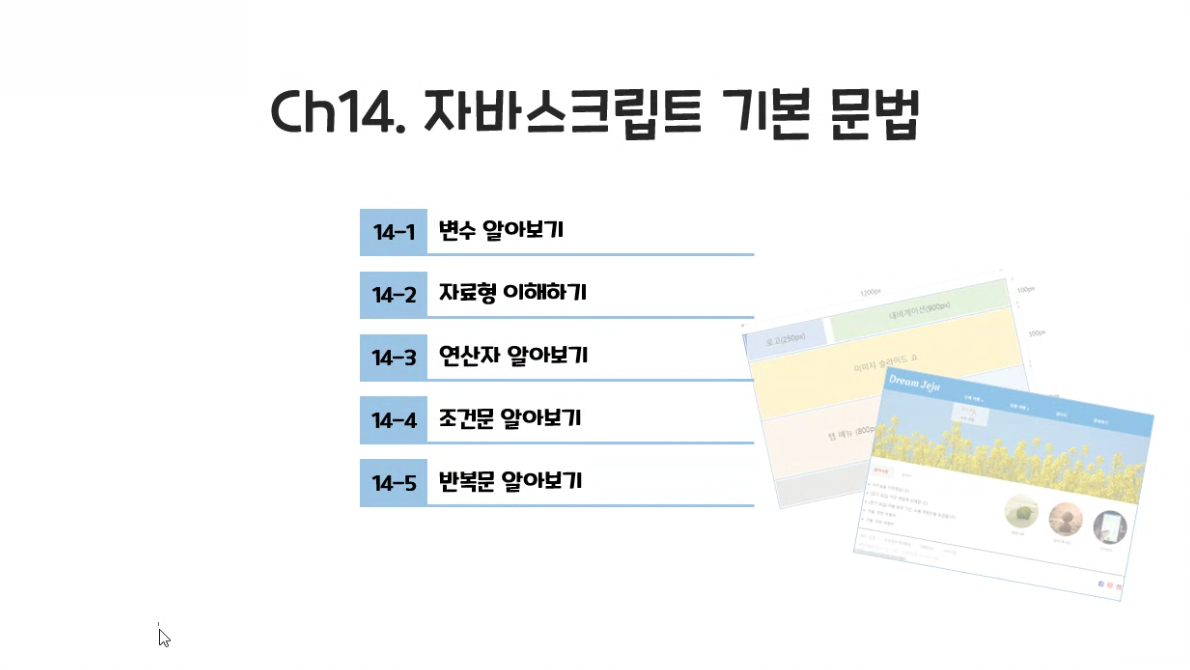 Ch14. 자바스크립트 기본 문법
14-1 변수 알아보기
14-2 자료형 이해하기
14-3 연산자 알아보기
14-4 조건문 알아보기
14-5 반복문 알아보기
1200px
로고(250px)
내비게이션(900px)
100px
이미지 슬라이드 쇼
500px
탭 메뉴 (800p
Dream Jeju